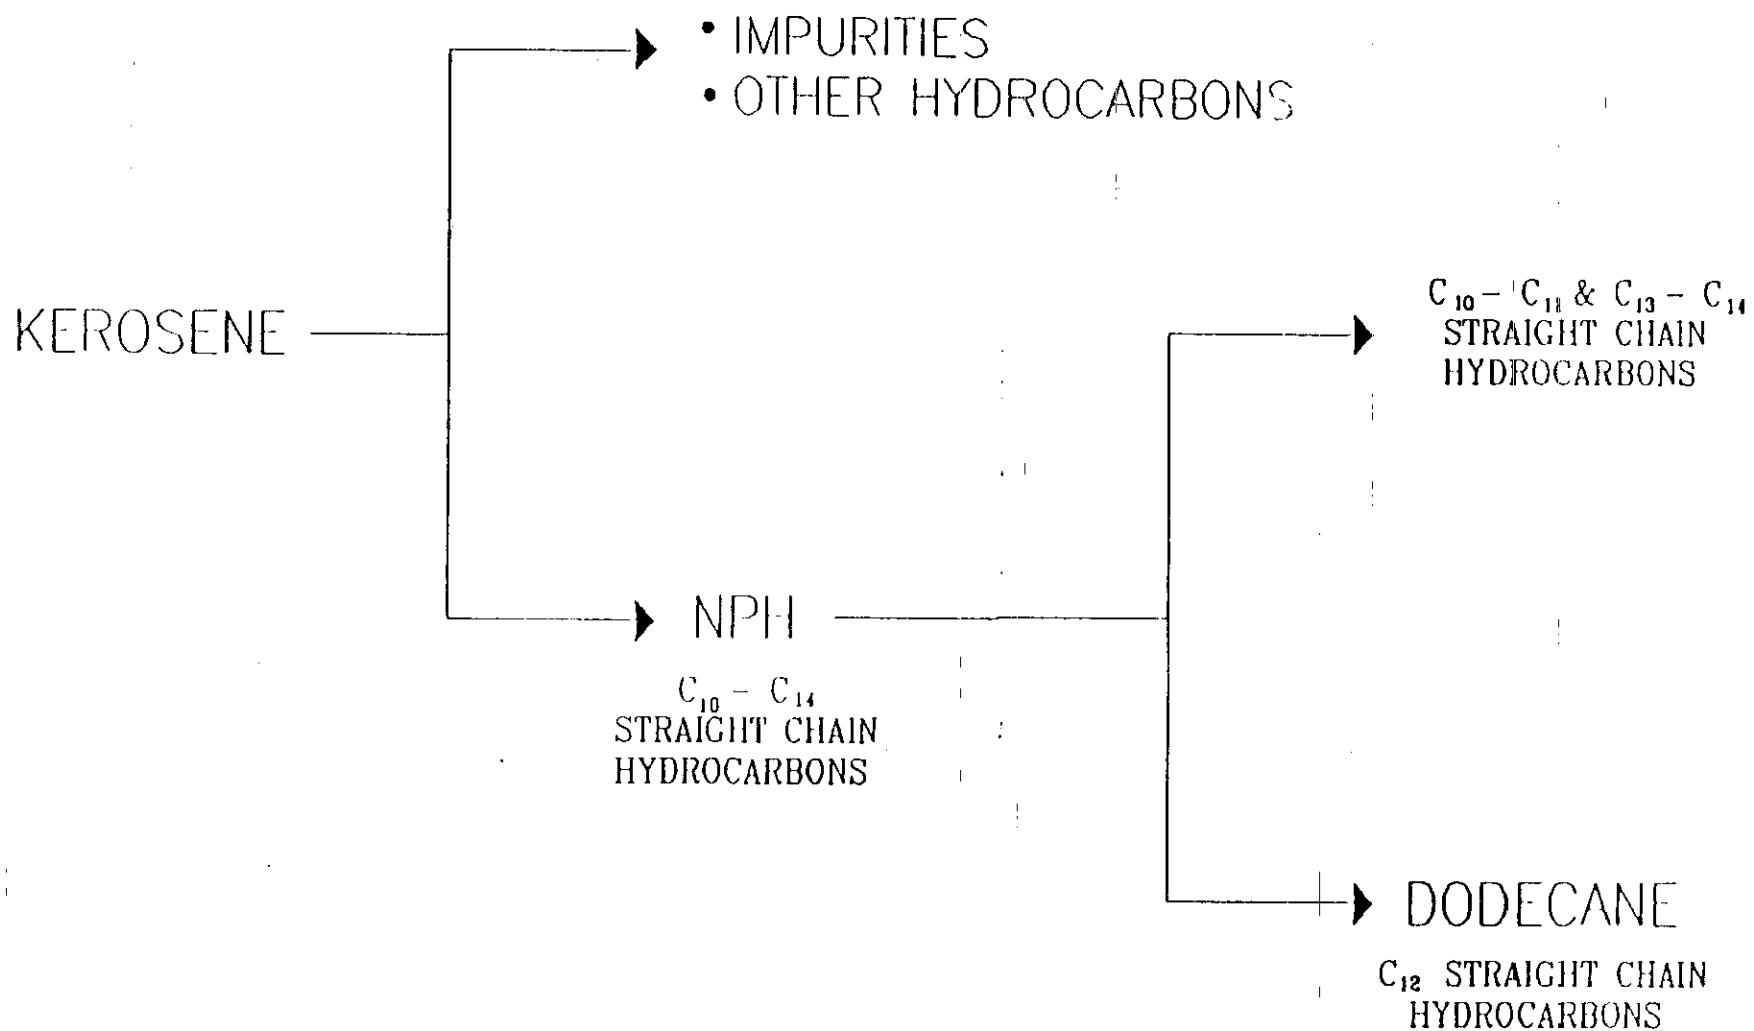 • IMPURITIES
• OTHER HYDROCARBONS
KEROSENE
C₁₀ – C₁₁ & C₁₃ – C₁₄
STRAIGHT CHAIN
HYDROCARBONS
NPH
C₁₀ – C₁₄
STRAIGHT CHAIN
HYDROCARBONS
DODECANE
C₁₂ STRAIGHT CHAIN
HYDROCARBONS